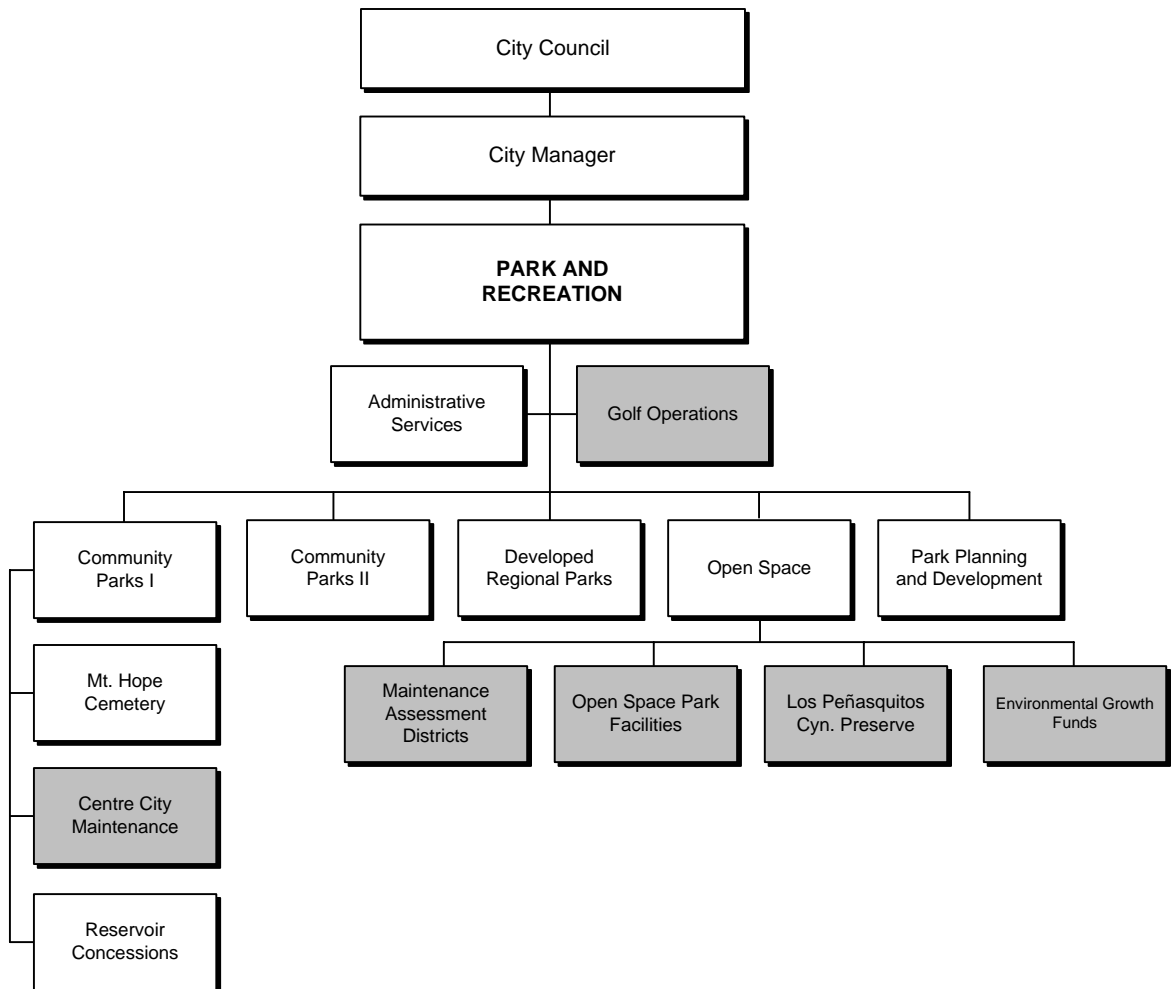 City Council
City Manager
PARK AND
RECREATION
Administrative
Services
Golf Operations
Community
Parks I
Community
Parks II
Developed
Regional Parks
Open Space
Park Planning
and Development
Mt. Hope
Cemetery
Maintenance
Assessment
Districts
Open Space Park
Facilities
Los Peñasquitos
Cyn. Preserve
Environmental Growth
Funds
Centre City
Maintenance
Reservoir
Concessions